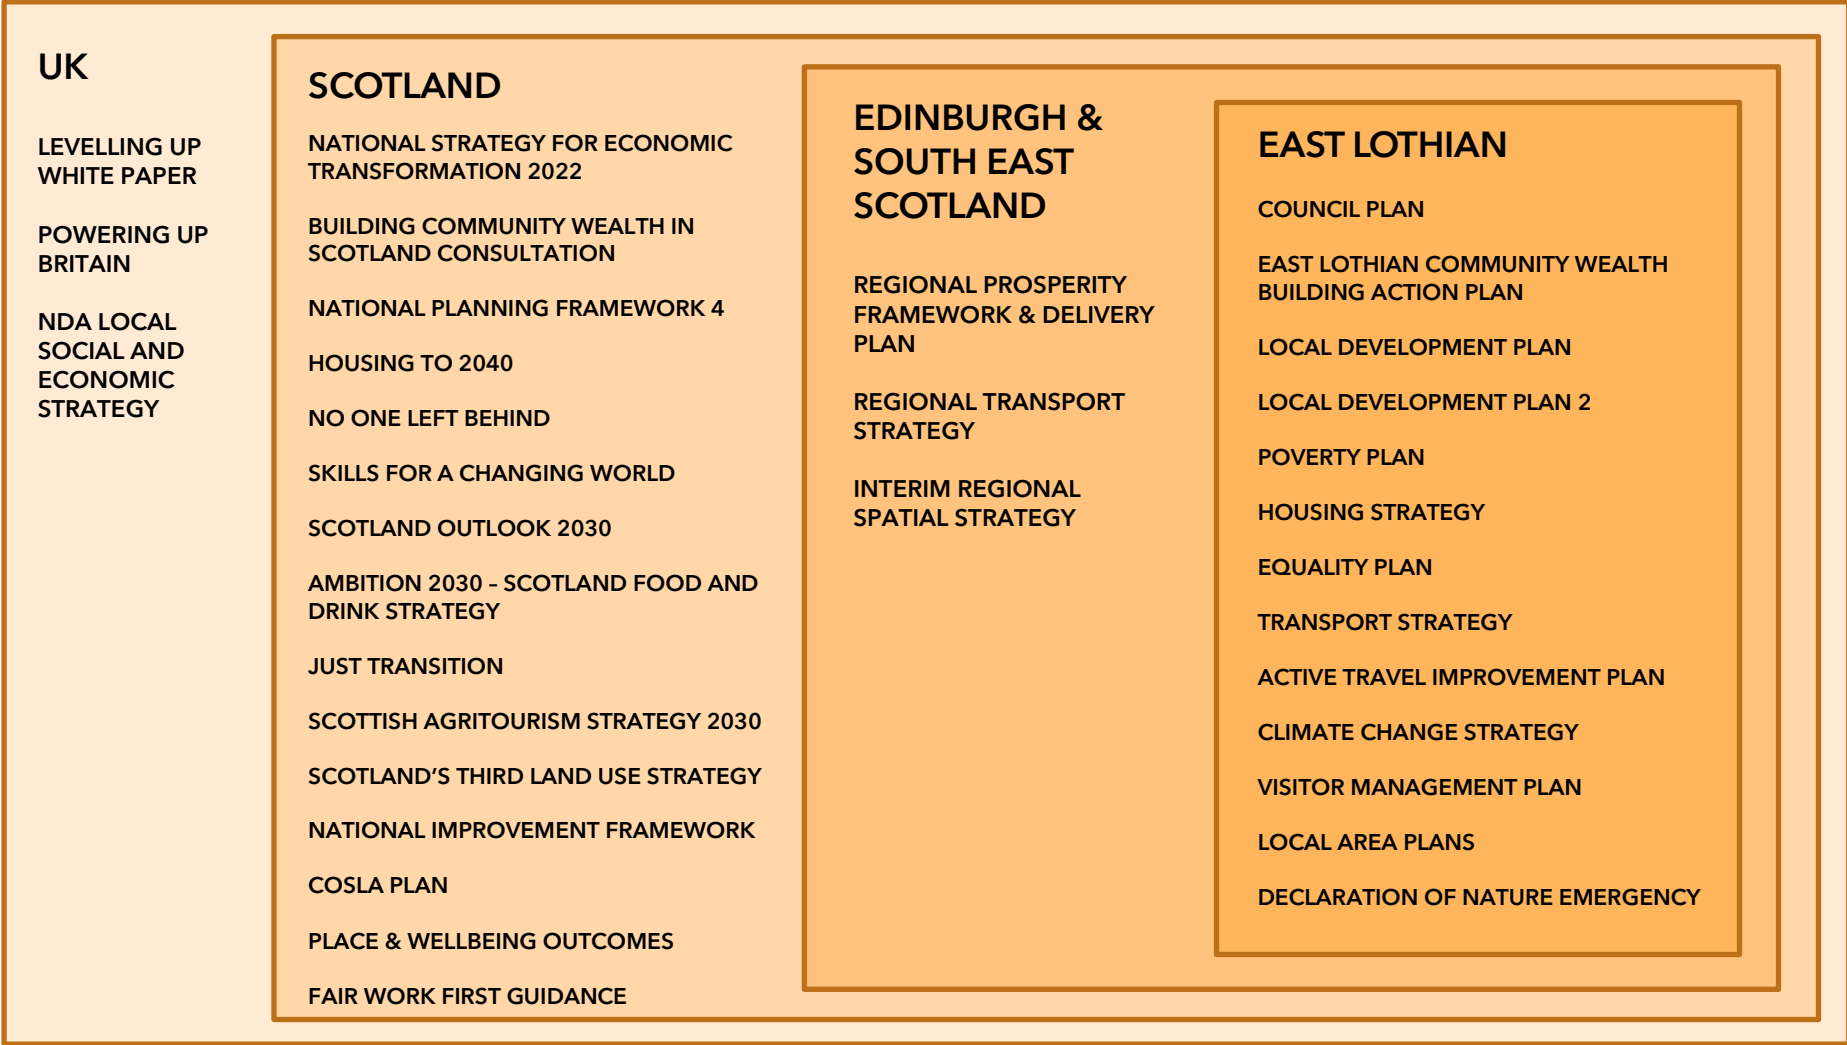 UK
LEVELLING UP
WHITE PAPER
POWERING UP
BRITAIN
NDA LOCAL
SOCIAL AND
ECONOMIC
STRATEGY
SCOTLAND
NATIONAL STRATEGY FOR ECONOMIC
TRANSFORMATION 2022
BUILDING COMMUNITY WEALTH IN
SCOTLAND CONSULTATION
NATIONAL PLANNING FRAMEWORK 4
HOUSING TO 2040
NO ONE LEFT BEHIND
SKILLS FOR A CHANGING WORLD
SCOTLAND OUTLOOK 2030
AMBITION 2030 – SCOTLAND FOOD AND
DRINK STRATEGY
JUST TRANSITION
SCOTTISH AGRITOURISM STRATEGY 2030
SCOTLAND’S THIRD LAND USE STRATEGY
NATIONAL IMPROVEMENT FRAMEWORK
COSLA PLAN
PLACE & WELLBEING OUTCOMES
FAIR WORK FIRST GUIDANCE
EDINBURGH &
SOUTH EAST
SCOTLAND
REGIONAL PROSPERITY
FRAMEWORK & DELIVERY
PLAN
REGIONAL TRANSPORT
STRATEGY
INTERIM REGIONAL
SPATIAL STRATEGY
EAST LOTHIAN
COUNCIL PLAN
EAST LOTHIAN COMMUNITY WEALTH
BUILDING ACTION PLAN
LOCAL DEVELOPMENT PLAN
LOCAL DEVELOPMENT PLAN 2
POVERTY PLAN
HOUSING STRATEGY
EQUALITY PLAN
TRANSPORT STRATEGY
ACTIVE TRAVEL IMPROVEMENT PLAN
CLIMATE CHANGE STRATEGY
VISITOR MANAGEMENT PLAN
LOCAL AREA PLANS
DECLARATION OF NATURE EMERGENCY